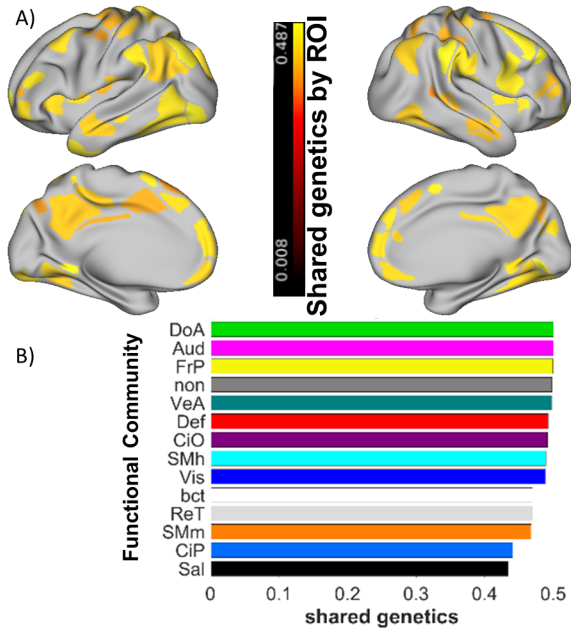 A)
0.487
0.008
Shared genetics by ROI
B)
Functional Community
DoA
Aud
FrP
non
VeA
Def
CiO
SMh
Vis
bct
ReT
SMm
CiP
Sal
0 0.1 0.2 0.3 0.4 0.5
shared genetics